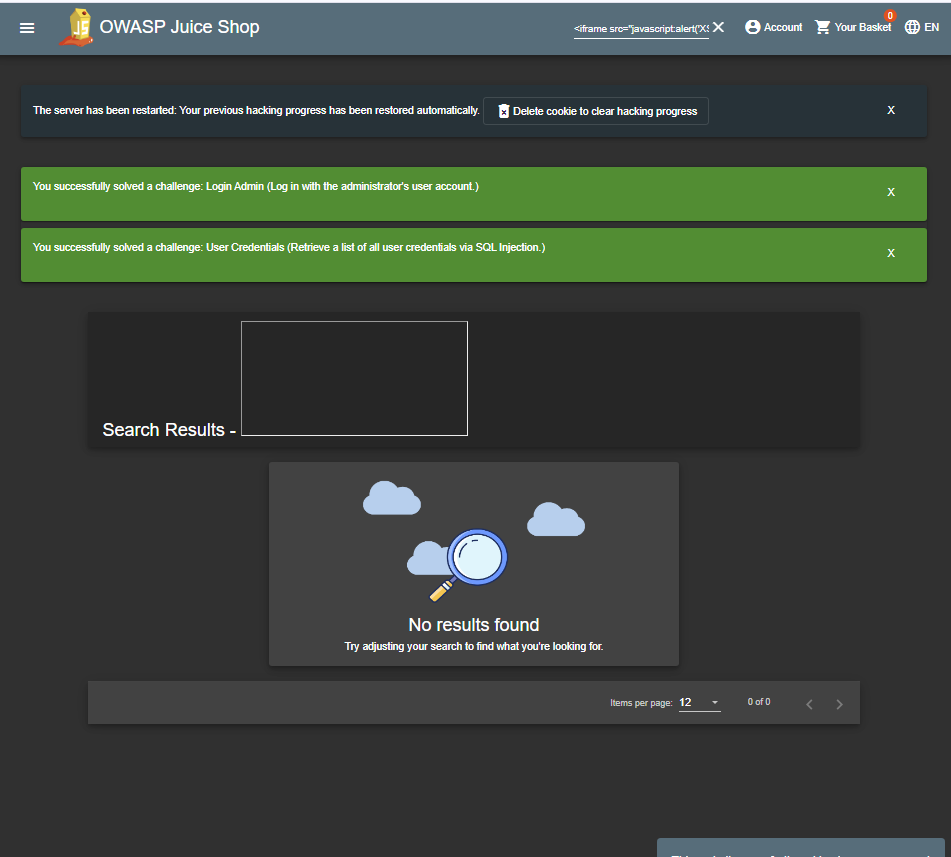 OWASP Juice Shop
<iframe src="javascript:alert('XS
Account
0
Your Basket
EN
The server has been restarted: Your previous hacking progress has been restored automatically.
Delete cookie to clear hacking progress
X
You successfully solved a challenge: Login Admin (Log in with the administrator's user account.)
X
You successfully solved a challenge: User Credentials (Retrieve a list of all user credentials via SQL Injection.)
X
Search Results -
No results found
Try adjusting your search to find what you're looking for.
Items per page: 12
0 of 0